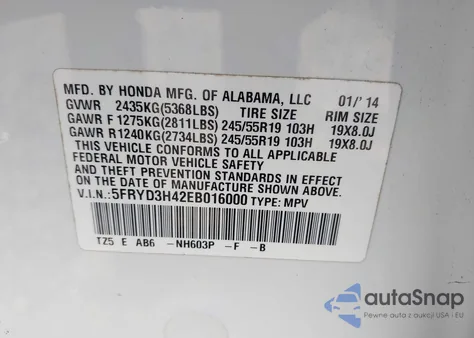 MFD. BY HONDA MFG. OF ALABAMA, LLC 01/'14
GVWR 2435KG(5368LBS) TIRE SIZE RIM SIZE
GAWR F 1275KG(2811LBS) 245/55R19 103H 19X8.0J
GAWR R 1240KG(2734LBS) 245/55R19 103H 19X8.0J
THIS VEHICLE CONFORMS TO ALL APPLICABLE
FEDERAL MOTOR VEHICLE SAFETY
AND THEFT PREVENTION STANDARDS IN EFFECT
ON THE DATE OF MANUFACTURE SHOWN ABOVE.
V.I.N.: 5FRYD3H42EB016000 TYPE: MPV
TZ5 E AB6 -NH603P -F -B
autoSnap
Pewne auta z aukcji USA i EU